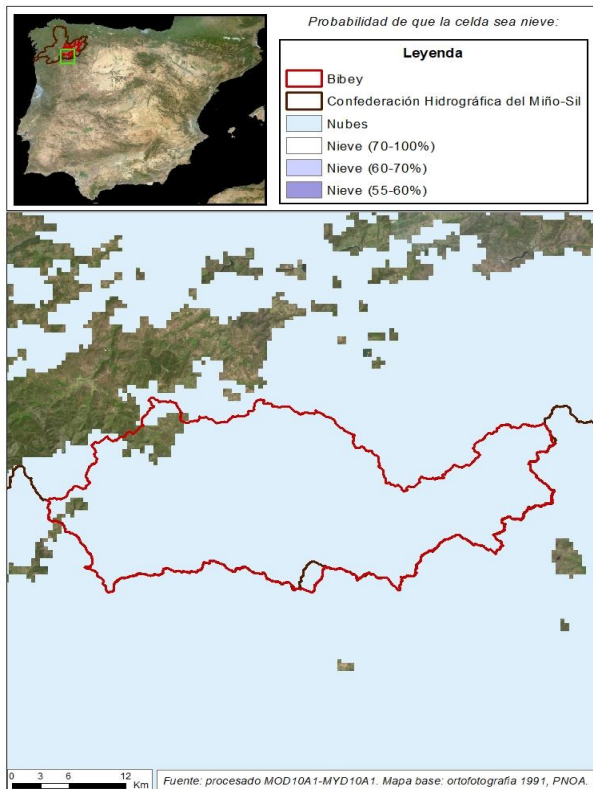 Probabilidad de que la celda sea nieve:
Leyenda
Bibey
Confederación Hidrográfica del Miño-Sil
Nubes
Nieve (70-100%)
Nieve (60-70%)
Nieve (55-60%)
0 3 6 12
Km
Fuente: procesado MOD10A1-MYD10A1. Mapa base: ortofotografia 1991, PNOA.